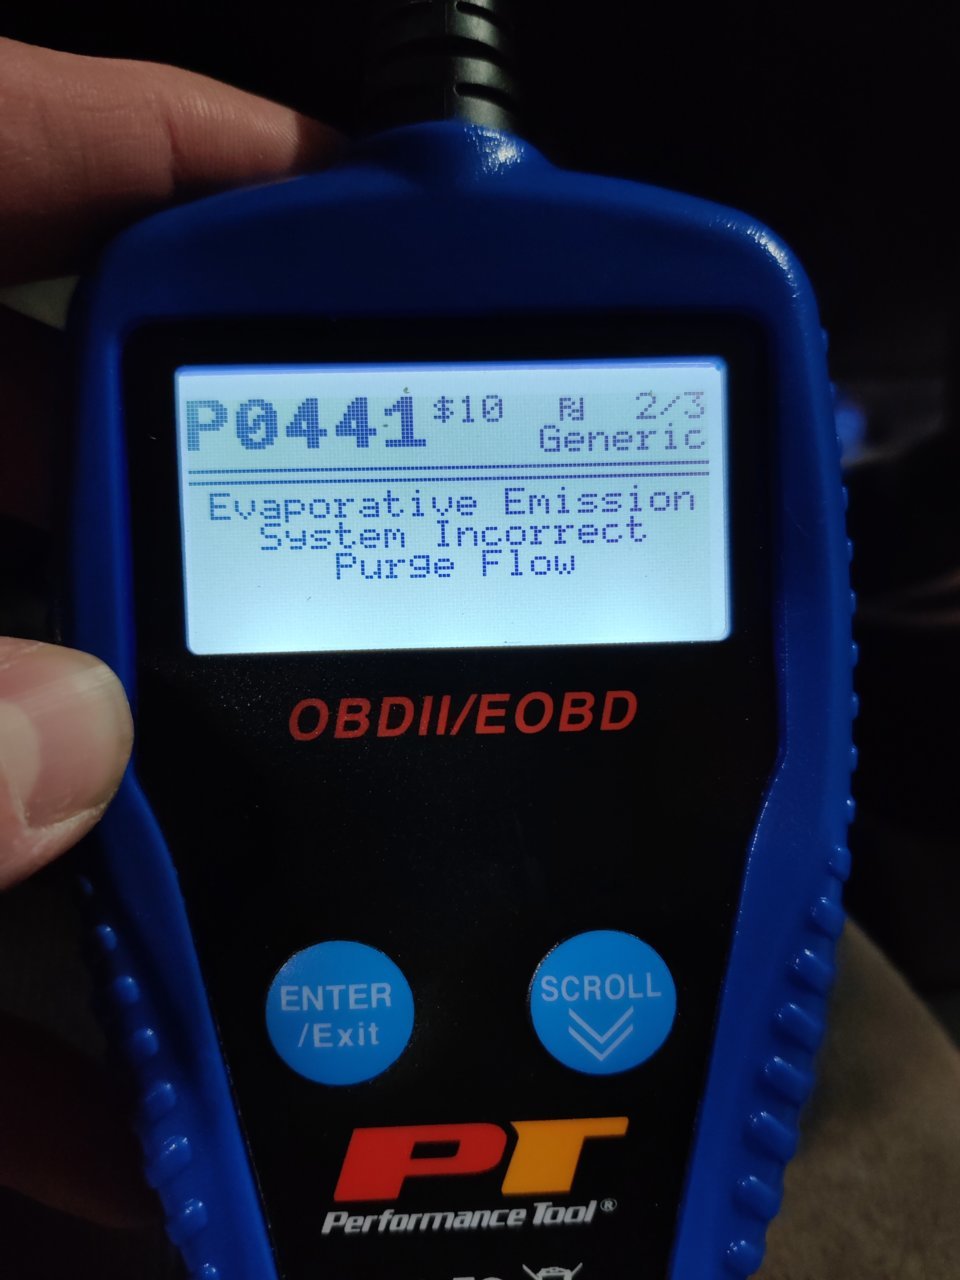 P0441 $10 Pd 2/3
Generic
Evaporative Emission
System Incorrect
Purge Flow
OBDII/EOBD
ENTER
/Exit
SCROLL
PT
Performance Tool®